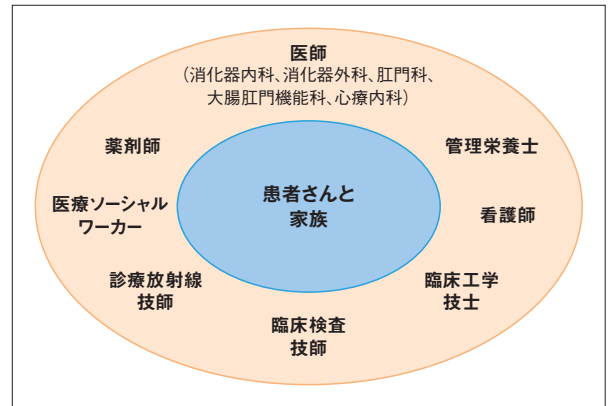 医師
（消化器内科、消化器外科、肛門科、
大腸肛門機能科、心療内科）
薬剤師
管理栄養士
患者さんと
家族
医療ソーシャル
ワーカー
看護師
診療放射線
技師
臨床工学
技士
臨床検査
技師